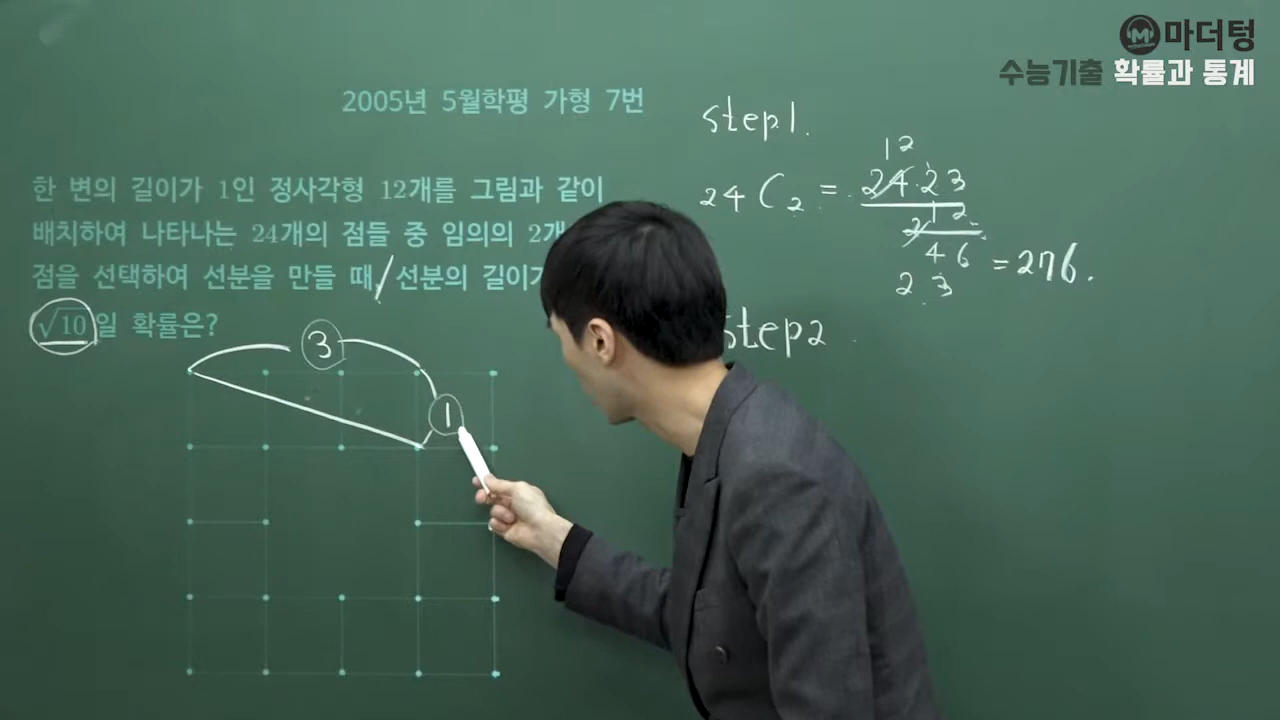 마더텅
수능기출 확률과 통계
2005년 5월학평 가형 7번
한 변의 길이가 1인 정사각형 12개를 그림과 같이
배치하여 나타나는 24개의 점들 중 임의의 2개
점을 선택하여 선분을 만들 때, 선분의 길이가
√10 일 확률은?
3
1
step1.
12
24 C 2 = 24·23
2 1
46
23
= 276.
step2